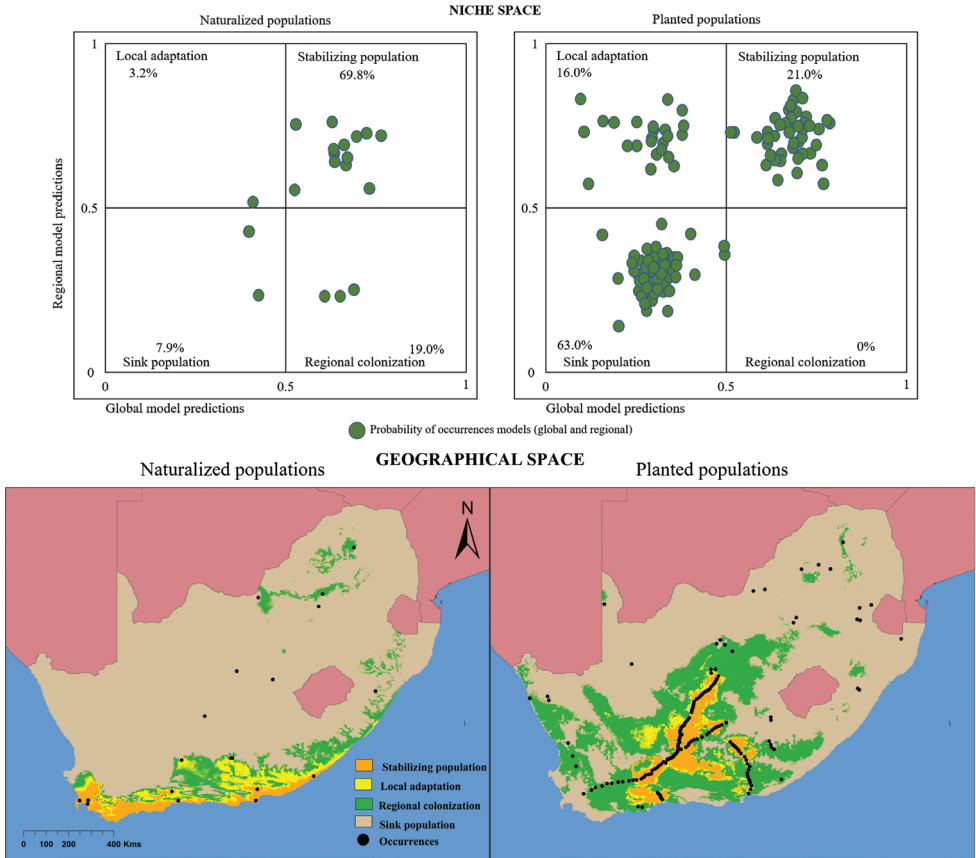 NICHE SPACE
Naturalized populations
Planted populations
1
Local adaptation
3.2%
Stabilizing population
69.8%
0.5
Regional model predictions
7.9%
Sink population
19.0%
Regional colonization
0
0
0.5
1
Global model predictions
1
Local adaptation
16.0%
Stabilizing population
21.0%
0.5
63.0%
Sink population
0%
Regional colonization
0
0
0.5
1
Global model predictions
Probability of occurrences models (global and regional)
GEOGRAPHICAL SPACE
Naturalized populations
Planted populations
N
Stabilizing population
Local adaptation
Regional colonization
Sink population
Occurrences
0 100 200 400 Kms